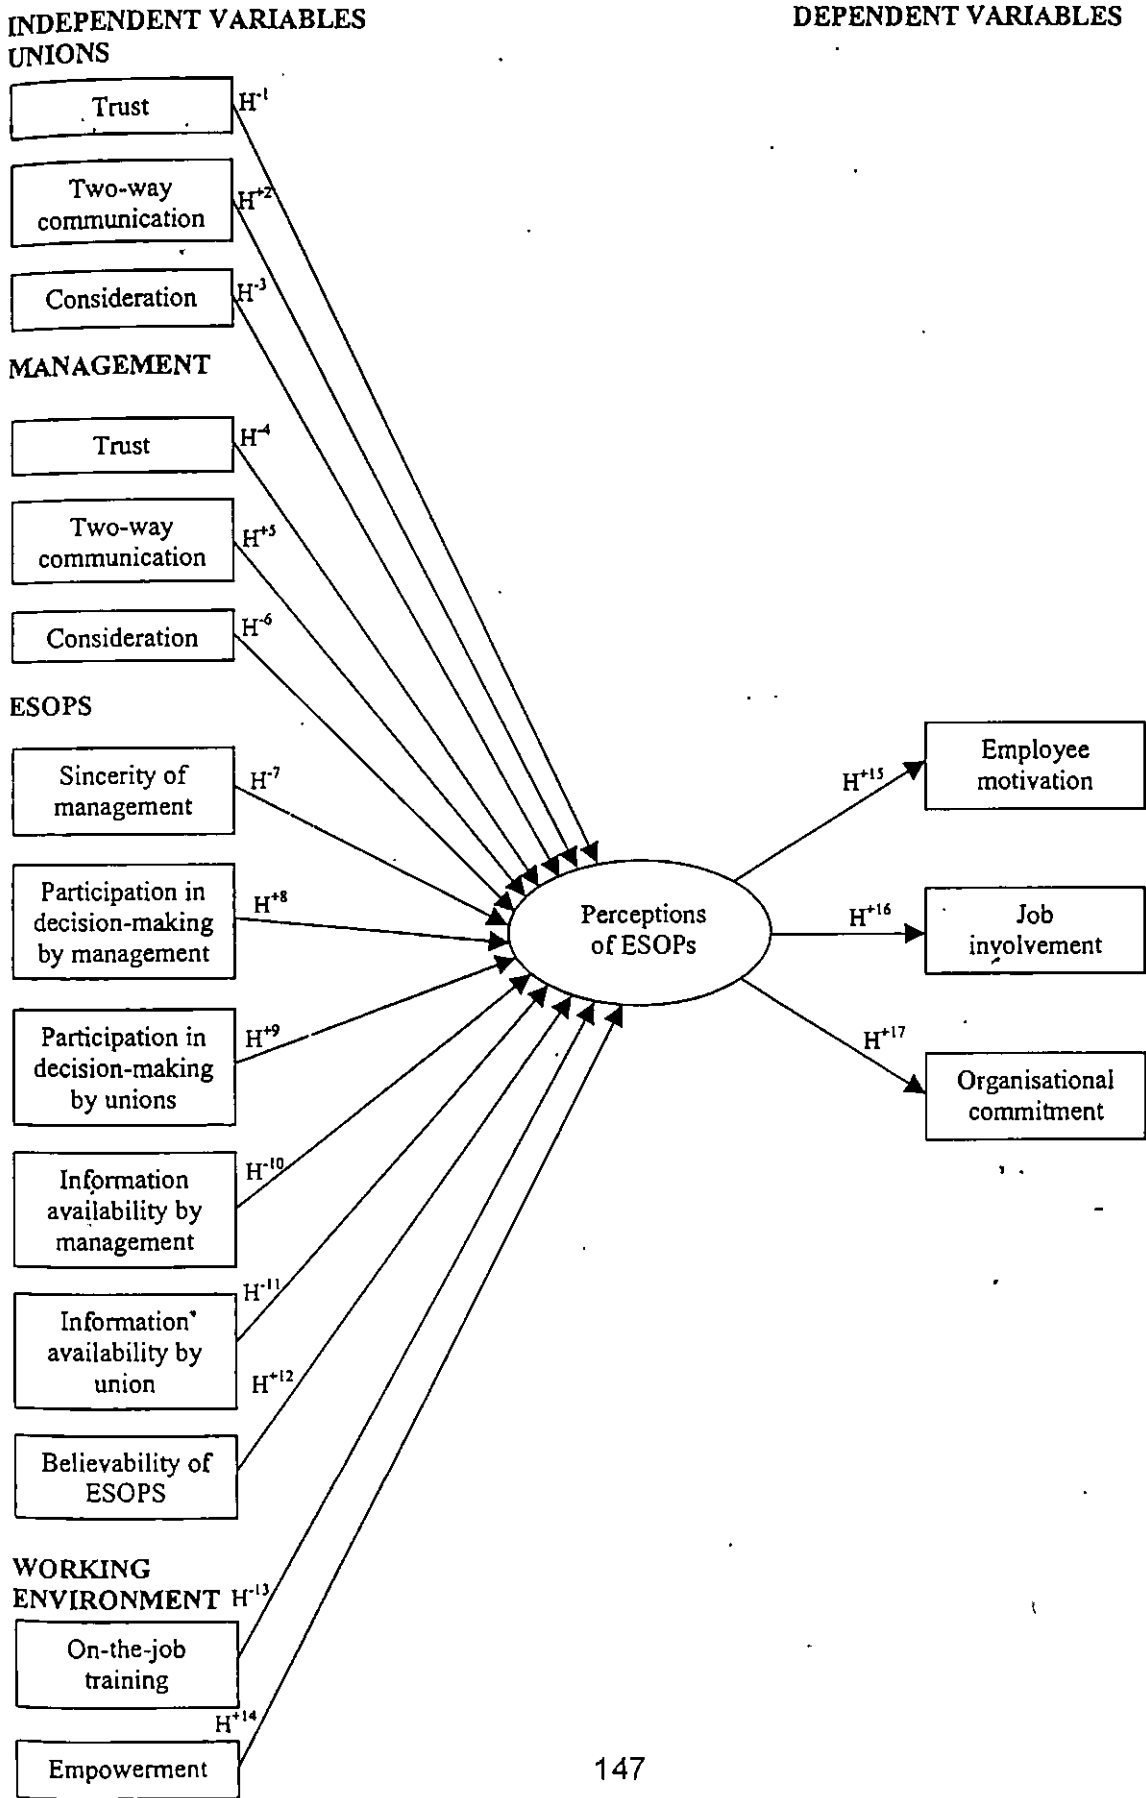 INDEPENDENT VARIABLES
DEPENDENT VARIABLES
UNIONS
Trust
H⁻¹
Two-way
communication
H⁺²
Consideration
H⁻³
MANAGEMENT
Trust
H⁻⁴
Two-way
communication
H⁺⁵
Consideration
H⁻⁶
ESOPS
Sincerity of
management
H⁻⁷
Participation in
decision-making
by management
H⁺⁸
Participation in
decision-making
by unions
H⁺⁹
Information
availability by
management
H⁻¹⁰
Information
availability by
union
H⁻¹¹
Believability of
ESOPS
H⁺¹²
WORKING
ENVIRONMENT
H⁻¹³
On-the-job
training
H⁺¹⁴
Empowerment
Perceptions
of ESOPs
H⁺¹⁵
Employee
motivation
H⁺¹⁶
Job
involvement
H⁺¹⁷
Organisational
commitment
147